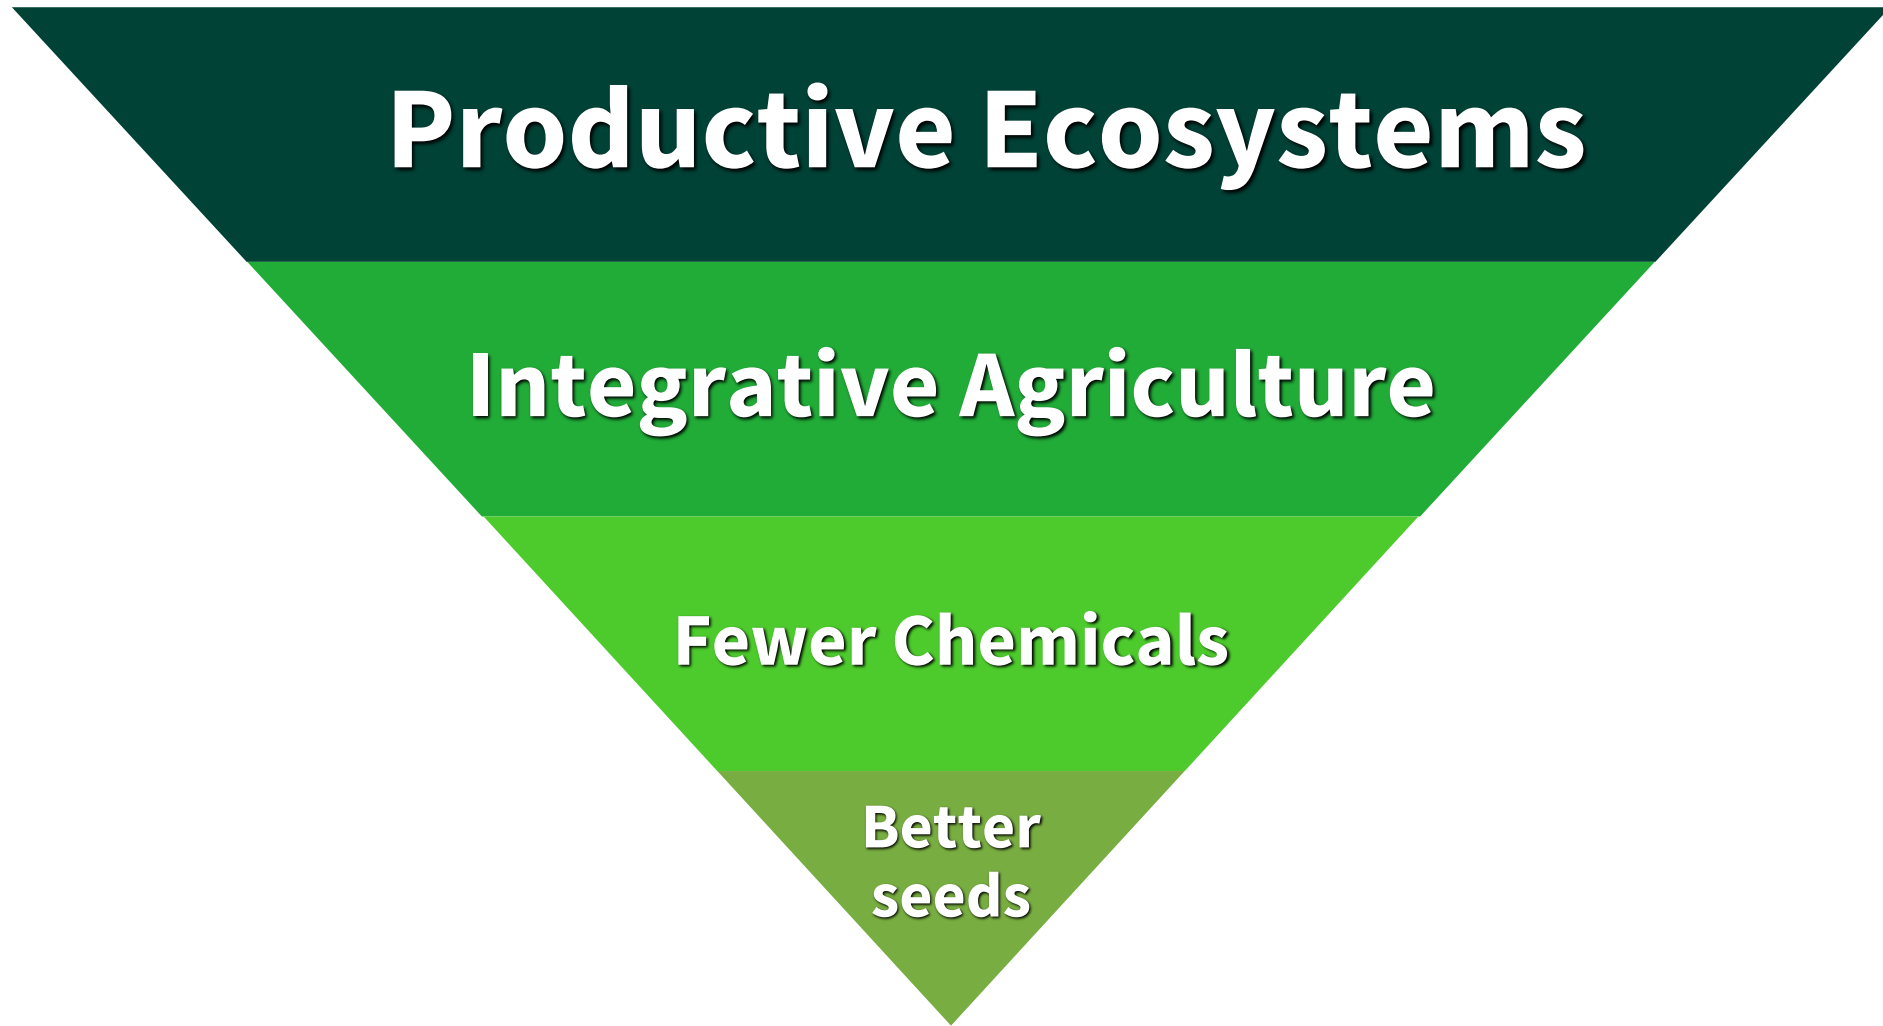 Productive Ecosystems
Integrative Agriculture
Fewer Chemicals
Better
seeds